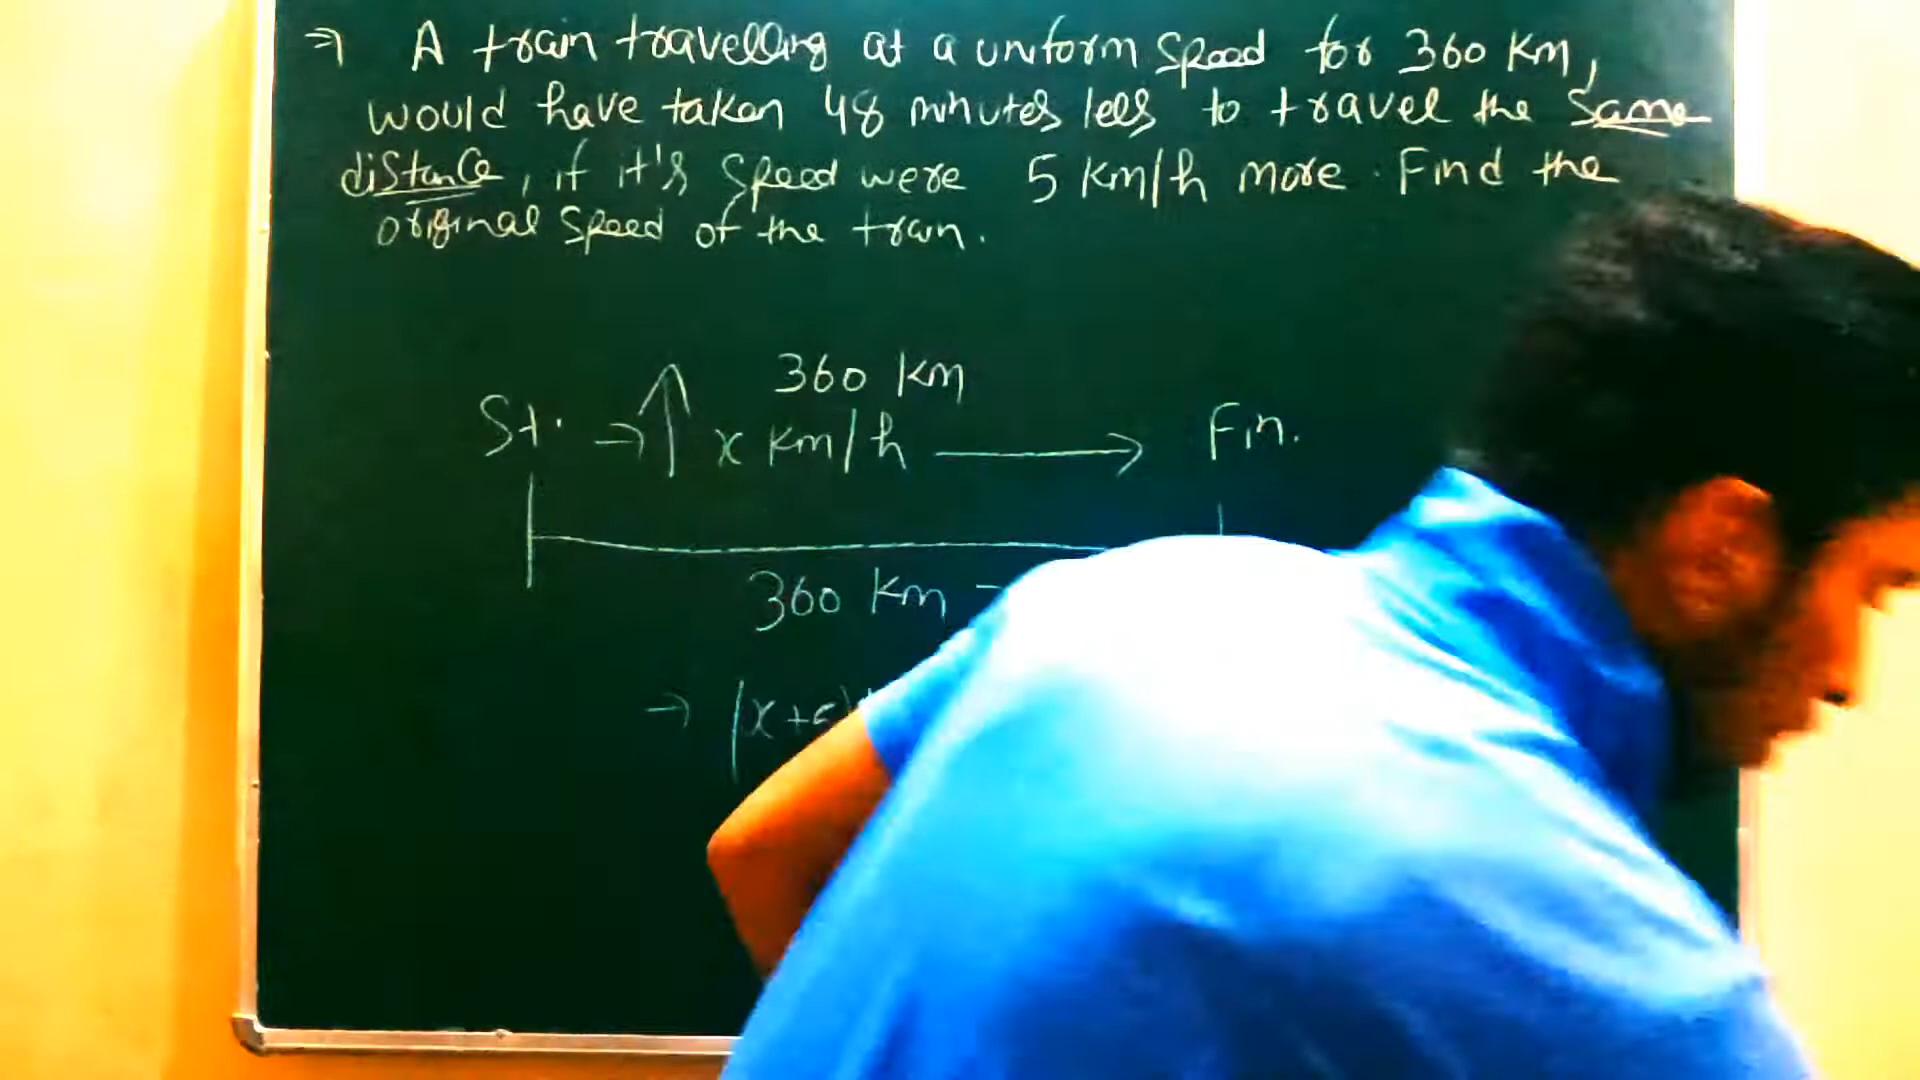 ⇒ A train travelling at a uniform speed for 360 km,
would have taken 48 minutes less to travel the same
distance, if it's speed were 5 km/h more. Find the
original speed of the train.
360 km
St. → ↑ x km/h → Fin.
360 km
→ (x+5)